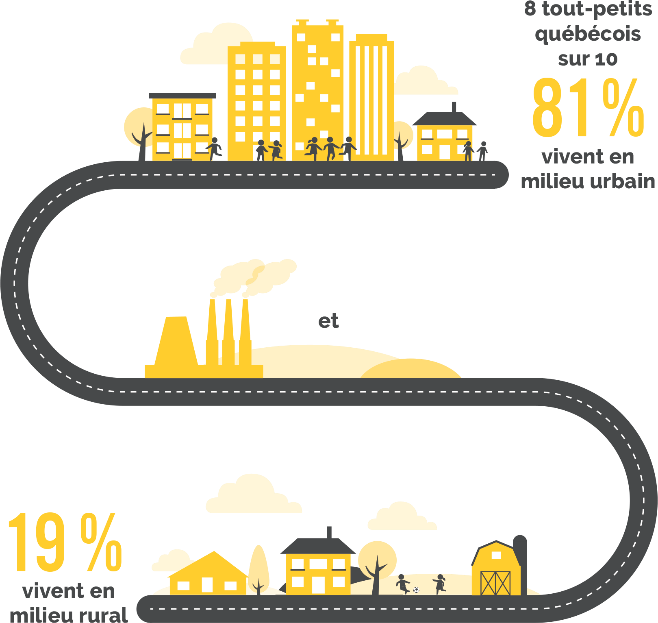 8 tout-petits
québécois
sur 10
81 %
vivent en
milieu urbain
et
19 %
vivent en
milieu rural